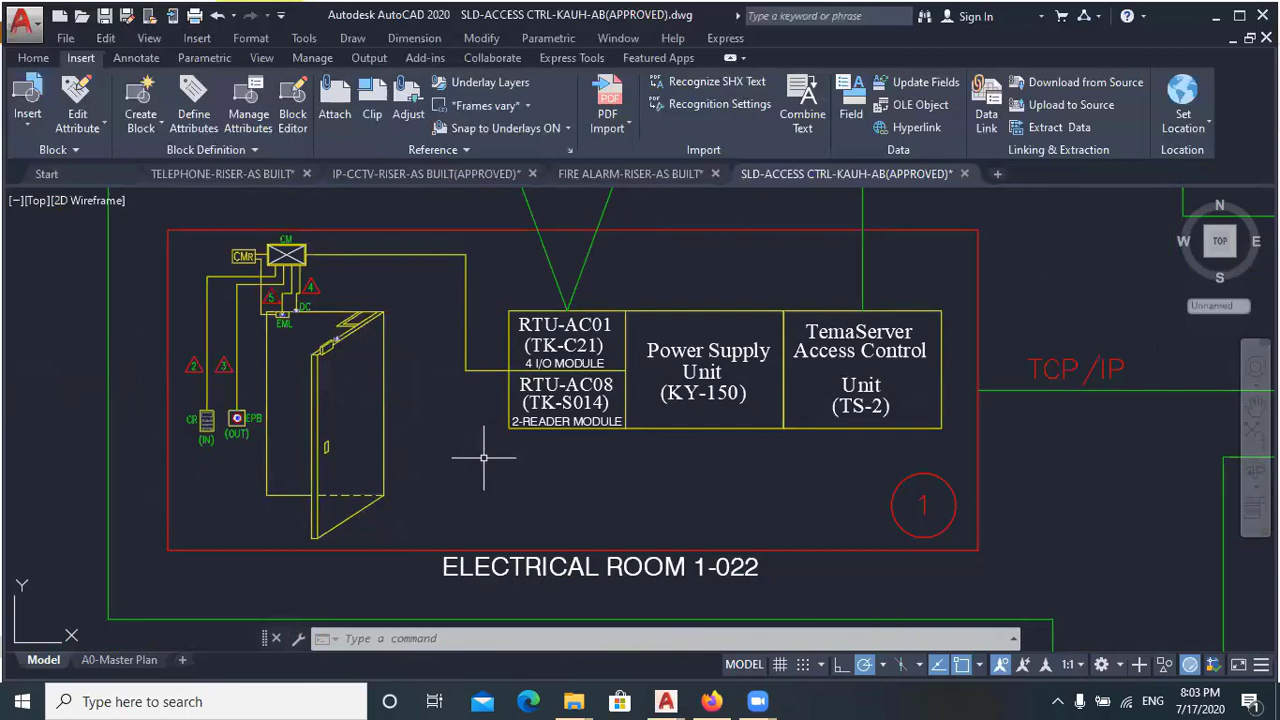 Autodesk AutoCAD 2020 SLD-ACCESS CTRL-KAUH-AB(APPROVED).dwg
Type a keyword or phrase
Sign In
File Edit View Insert Format Tools Draw Dimension Modify Parametric Window Help Express
Home Insert Annotate Parametric View Manage Output Add-ins Collaborate Express Tools Featured Apps
Insert
Edit
Attribute
Create
Block
Define
Attributes
Manage
Attributes
Block
Editor
Attach
Clip
Adjust
Underlay Layers
*Frames vary*
Snap to Underlays ON
PDF
Import
Recognize SHX Text
Recognition Settings
Combine
Text
Field
Update Fields
OLE Object
Hyperlink
Data
Link
Download from Source
Upload to Source
Extract Data
Set
Location
Block Block Definition Reference Import Data Linking & Extraction Location
Start TELEPHONE-RISER-AS BUILT* IP-CCTV-RISER-AS BUILT(APPROVED)* FIRE ALARM-RISER-AS BUILT* SLD-ACCESS CTRL-KAUH-AB(APPROVED)*
[−][Top][2D Wireframe]
N
W TOP E
S
Unnamed
CM
CMR
5
4
DC
EML
2
3
CR
(IN)
EPB
(OUT)
RTU-AC01
(TK-C21)
4 I/O MODULE
RTU-AC08
(TK-S014)
2-READER MODULE
Power Supply
Unit
(KY-150)
TemaServer
Access Control
Unit
(TS-2)
TCP/IP
1
ELECTRICAL ROOM 1-022
Y
X
Type a command
Model A0-Master Plan
MODEL
1:1
Type here to search
ENG
8:03 PM
7/17/2020
1